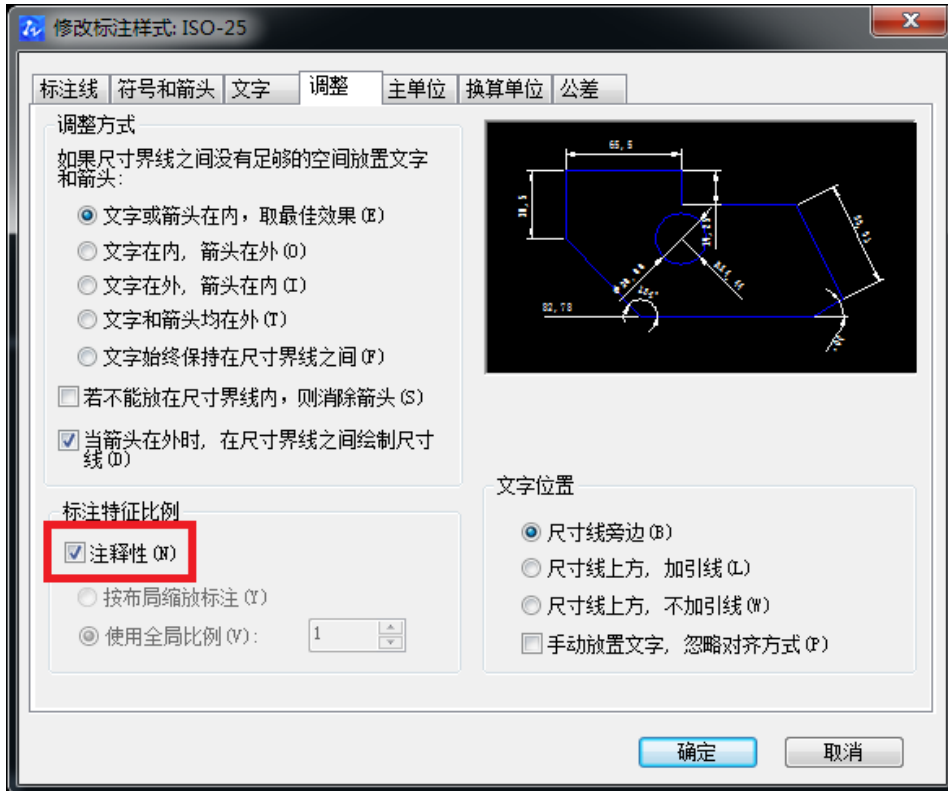 修改标注样式: ISO-25
标注线 符号和箭头 文字 调整 主单位 换算单位 公差
调整方式
如果尺寸界线之间没有足够的空间放置文字
和箭头:
文字或箭头在内，取最佳效果(E)
文字在内, 箭头在外(O)
文字在外, 箭头在内(I)
文字和箭头均在外(T)
文字始终保持在尺寸界线之间(F)
若不能放在尺寸界线内，则消除箭头(S)
当箭头在外时, 在尺寸界线之间绘制尺寸
线(D)
标注特征比例
注释性(N)
按布局缩放标注(Y)
使用全局比例(V):
1
65,5
38,5
82,78
文字位置
尺寸线旁边(B)
尺寸线上方, 加引线(L)
尺寸线上方, 不加引线(W)
手动放置文字, 忽略对齐方式(P)
确定
取消